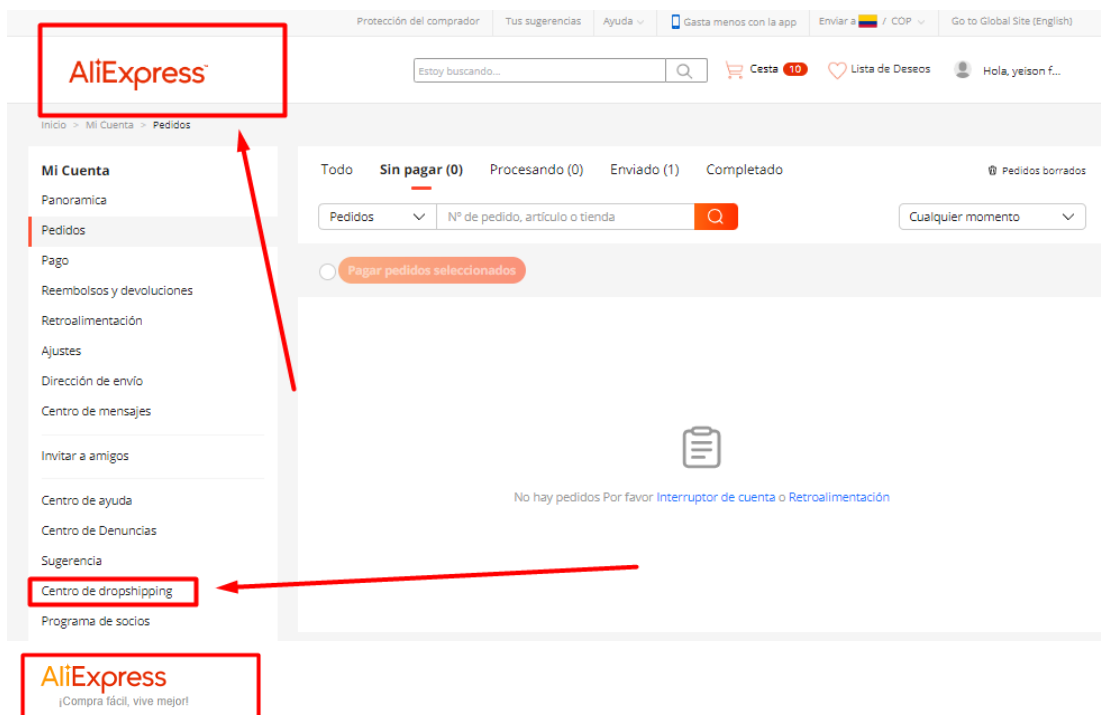 Protección del comprador Tus sugerencias Ayuda Gasta menos con la app Enviar a / COP Go to Global Site (English)
AliExpress™
Estoy buscando... Cesta 10 Lista de Deseos Hola, yeison f...
Inicio > Mi Cuenta > Pedidos
Mi Cuenta
Panoramica
Pedidos
Pago
Reembolsos y devoluciones
Retroalimentación
Ajustes
Dirección de envío
Centro de mensajes
Invitar a amigos
Centro de ayuda
Centro de Denuncias
Sugerencia
Centro de dropshipping
Programa de socios
Todo Sin pagar (0) Procesando (0) Enviado (1) Completado Pedidos borrados
Pedidos Nº de pedido, artículo o tienda Cualquier momento
Pagar pedidos seleccionados
No hay pedidos Por favor Interruptor de cuenta o Retroalimentación
AliExpress
¡Compra fácil, vive mejor!